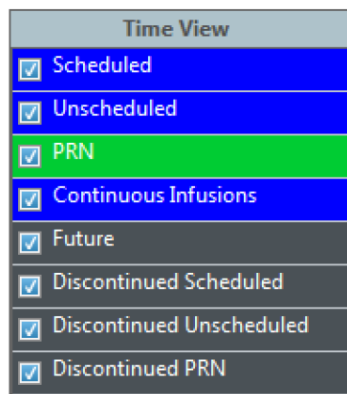 Time View
Scheduled
Unscheduled
PRN
Continuous Infusions
Future
Discontinued Scheduled
Discontinued Unscheduled
Discontinued PRN